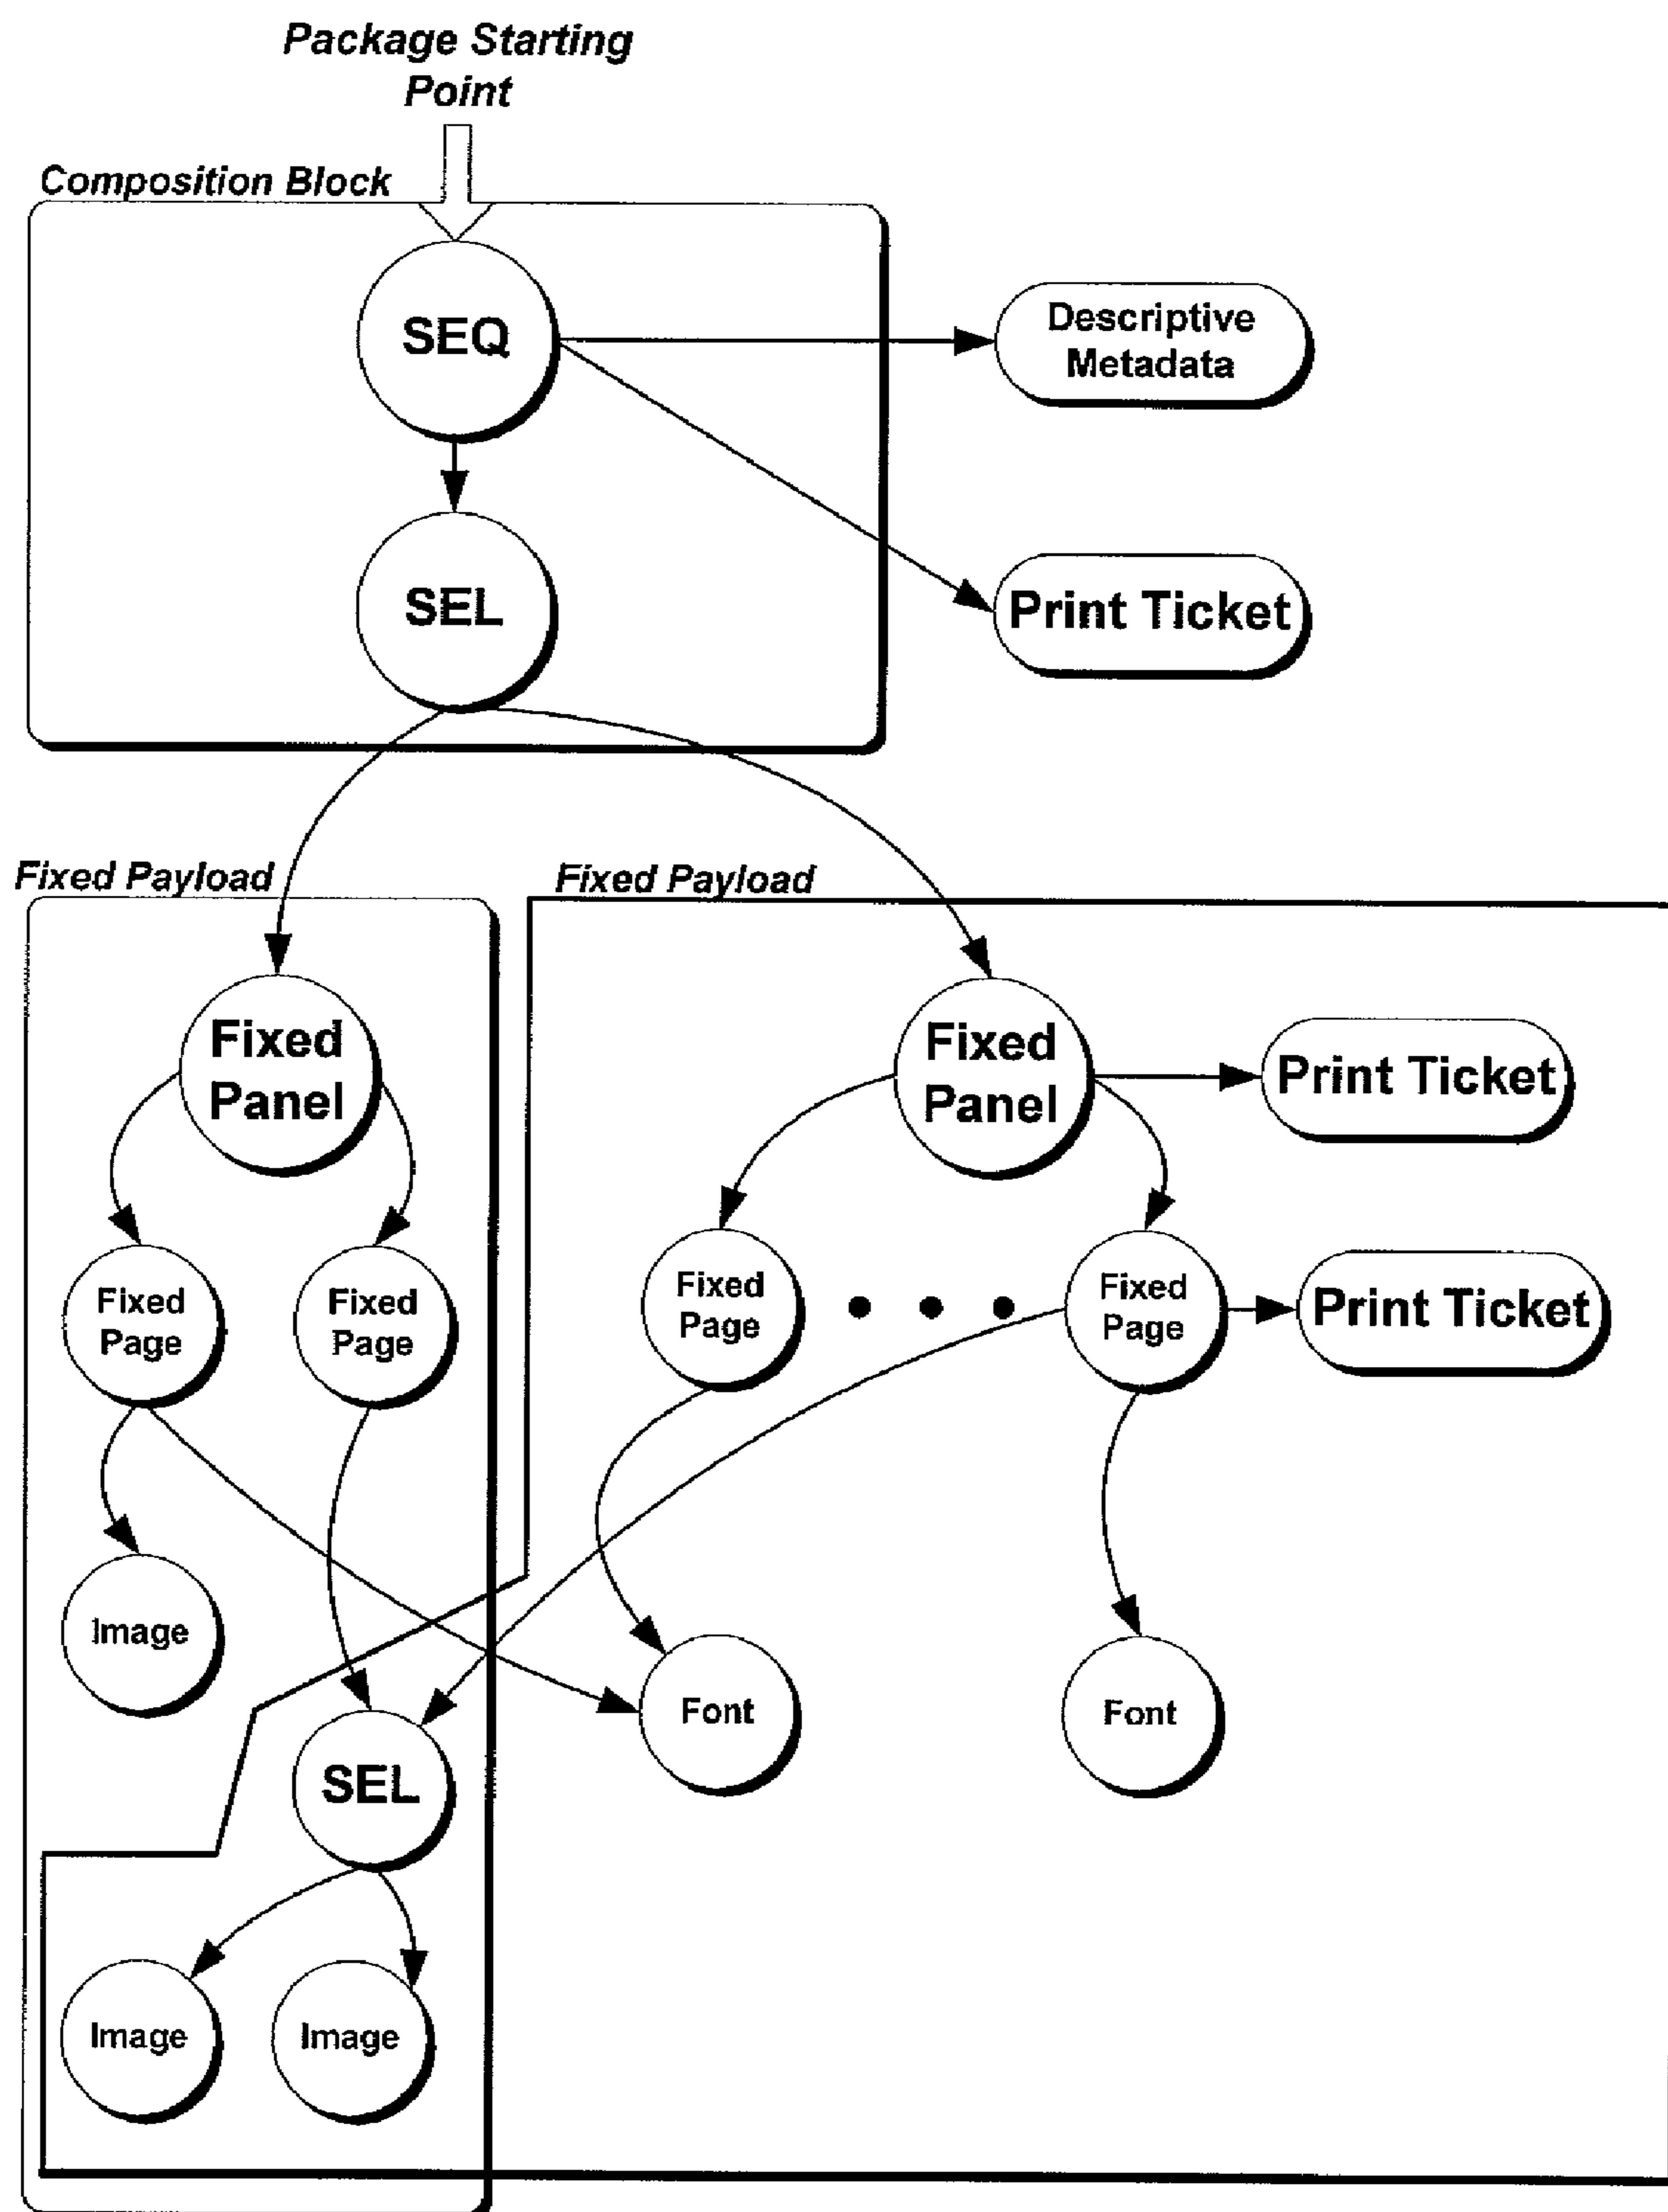 Package Starting
Point
Composition Block
SEQ
Descriptive
Metadata
SEL
Print Ticket
Fixed Payload
Fixed Payload
Fixed
Panel
Fixed
Panel
Print Ticket
Fixed
Page
Fixed
Page
Fixed
Page
Fixed
Page
Print Ticket
Image
Font
Font
SEL
Image
Image